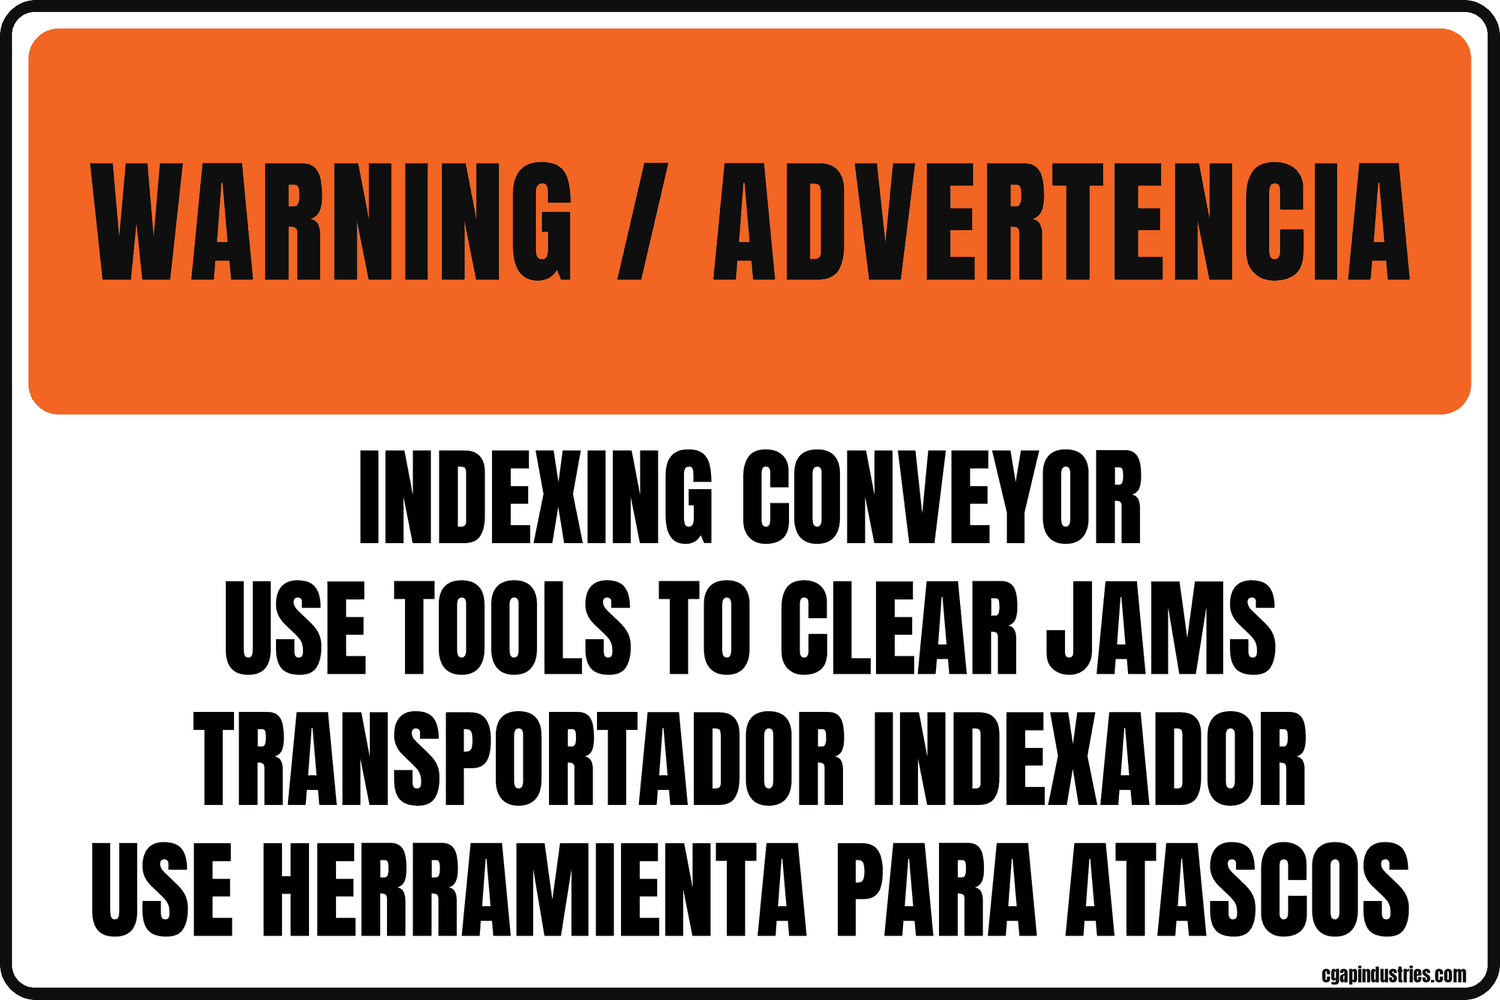 WARNING / ADVERTENCIA
INDEXING CONVEYOR
USE TOOLS TO CLEAR JAMS
TRANSPORTADOR INDEXADOR
USE HERRAMIENTA PARA ATASCOS
cgapindustries.com